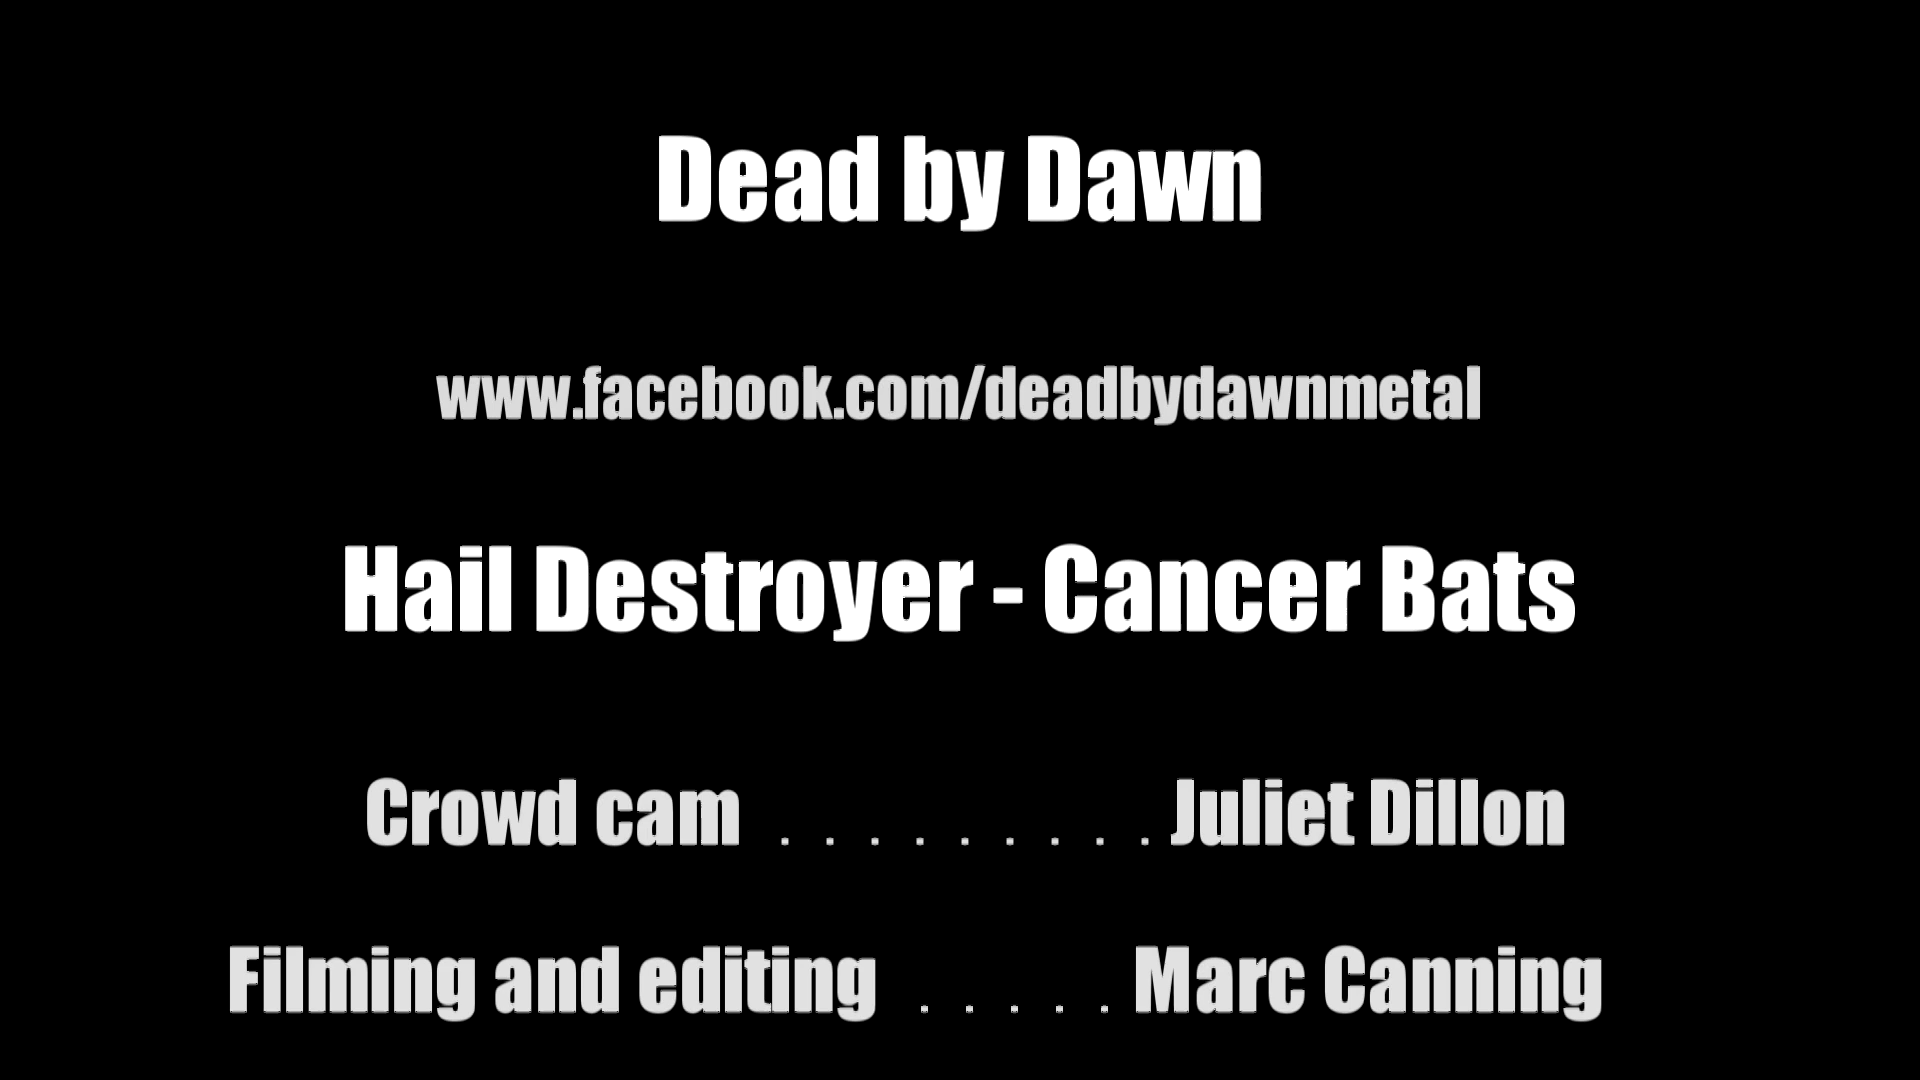 Dead by Dawn
www.facebook.com/deadbydawnmetal
Hail Destroyer - Cancer Bats
Crowd cam . . . . . . . . . Juliet Dillon
Filming and editing . . . . . Marc Canning